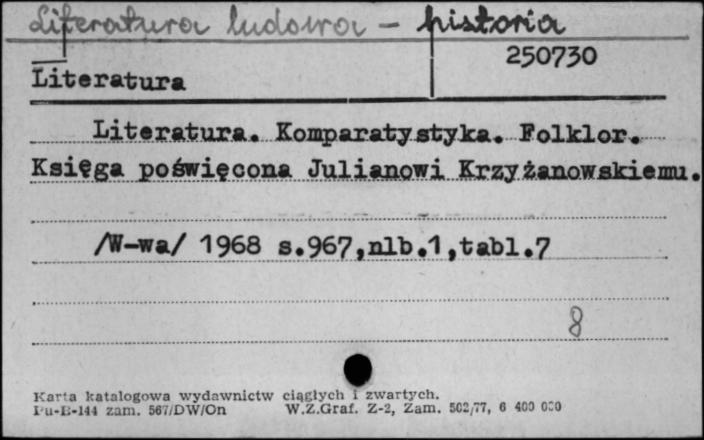 Literatura ludowa - historia
250730
Literatura
Literatura. Komparatystyka. Folklor.
Księga poświęcona Julianowi Krzyżanowskiemu.
/W-wa/ 1968 s.967,nlb.1,tabl.7
8
Karta katalogowa wydawnictw ciągłych i zwartych.
Pu-B-144 zam. 567/DW/On W.Z.Graf. Z-2, Zam. 502/77, 6 400 000